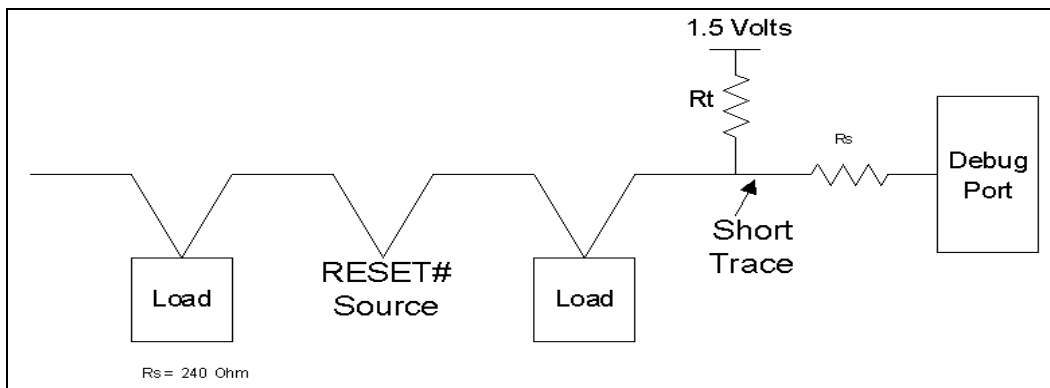 1.5 Volts
Rt
Rs
Debug
Port
Short
Trace
Load
RESET#
Source
Load
Rs= 240 Ohm